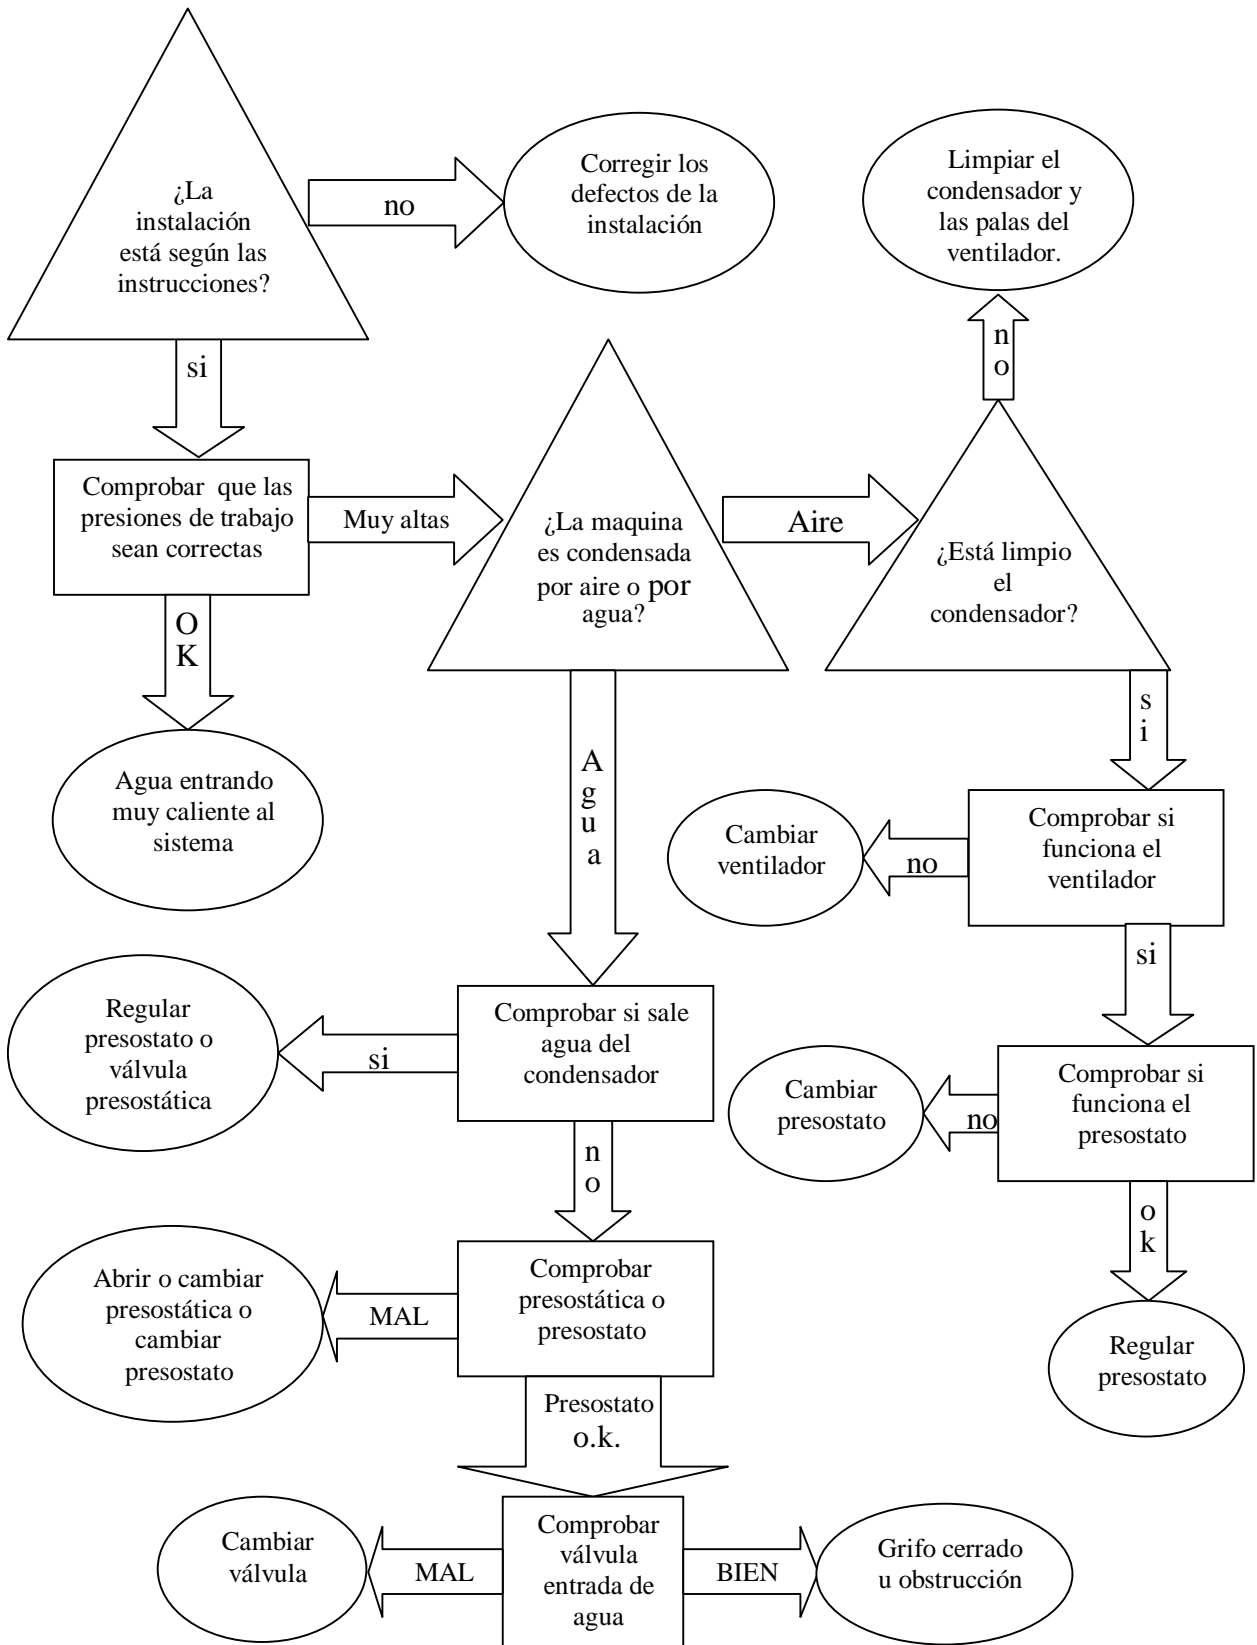 ¿La
instalación
está según las
instrucciones?
no
Corregir los
defectos de la
instalación
Limpiar el
condensador y
las palas del
ventilador.
n
o
si
Comprobar que las
presiones de trabajo
sean correctas
Muy altas
¿La maquina
es condensada
por aire o por
agua?
Aire
¿Está limpio
el
condensador?
O
K
s
i
Agua entrando
muy caliente al
sistema
A
g
u
a
Cambiar
ventilador
no
Comprobar si
funciona el
ventilador
si
Regular
presostato o
válvula
presostática
si
Comprobar si sale
agua del
condensador
Cambiar
presostato
no
Comprobar si
funciona el
presostato
n
o
o
k
Abrir o cambiar
presostática o
cambiar
presostato
MAL
Comprobar
presostática o
presostato
Regular
presostato
Presostato
o.k.
Cambiar
válvula
MAL
Comprobar
válvula
entrada de
agua
BIEN
Grifo cerrado
u obstrucción